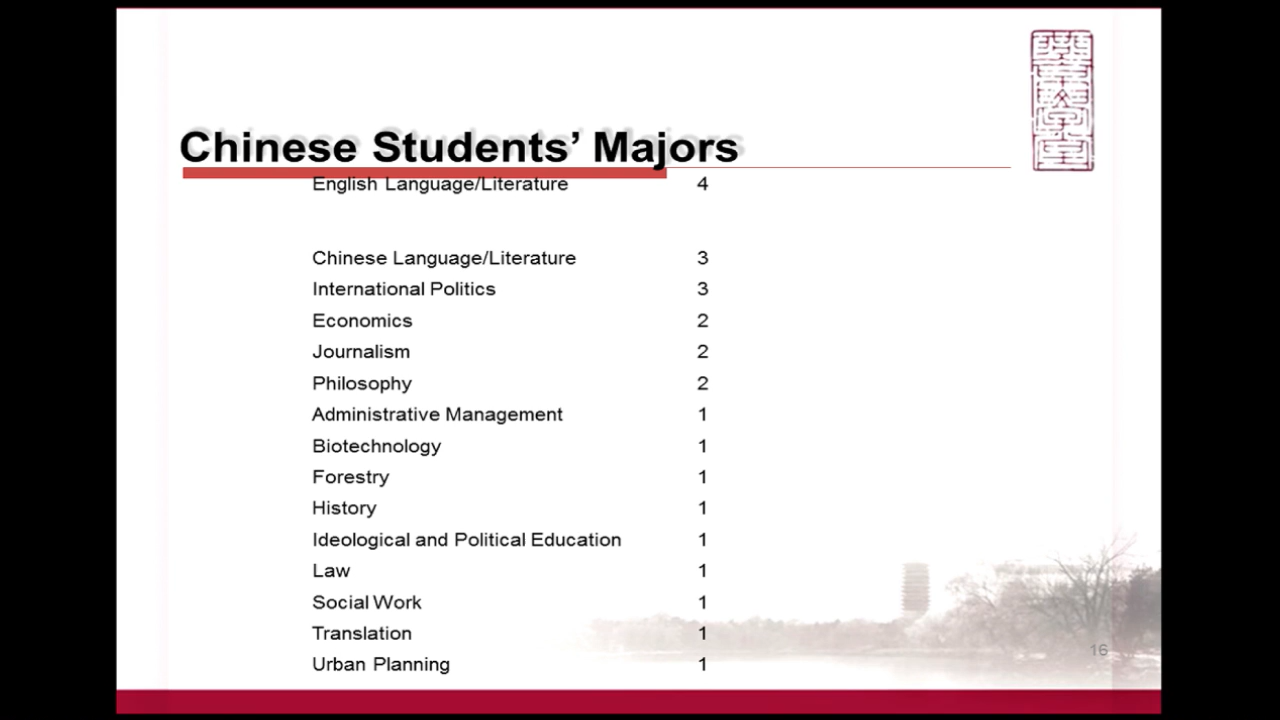 Chinese Students' Majors
English Language/Literature 4
Chinese Language/Literature 3
International Politics 3
Economics 2
Journalism 2
Philosophy 2
Administrative Management 1
Biotechnology 1
Forestry 1
History 1
Ideological and Political Education 1
Law 1
Social Work 1
Translation 1
Urban Planning 1
16